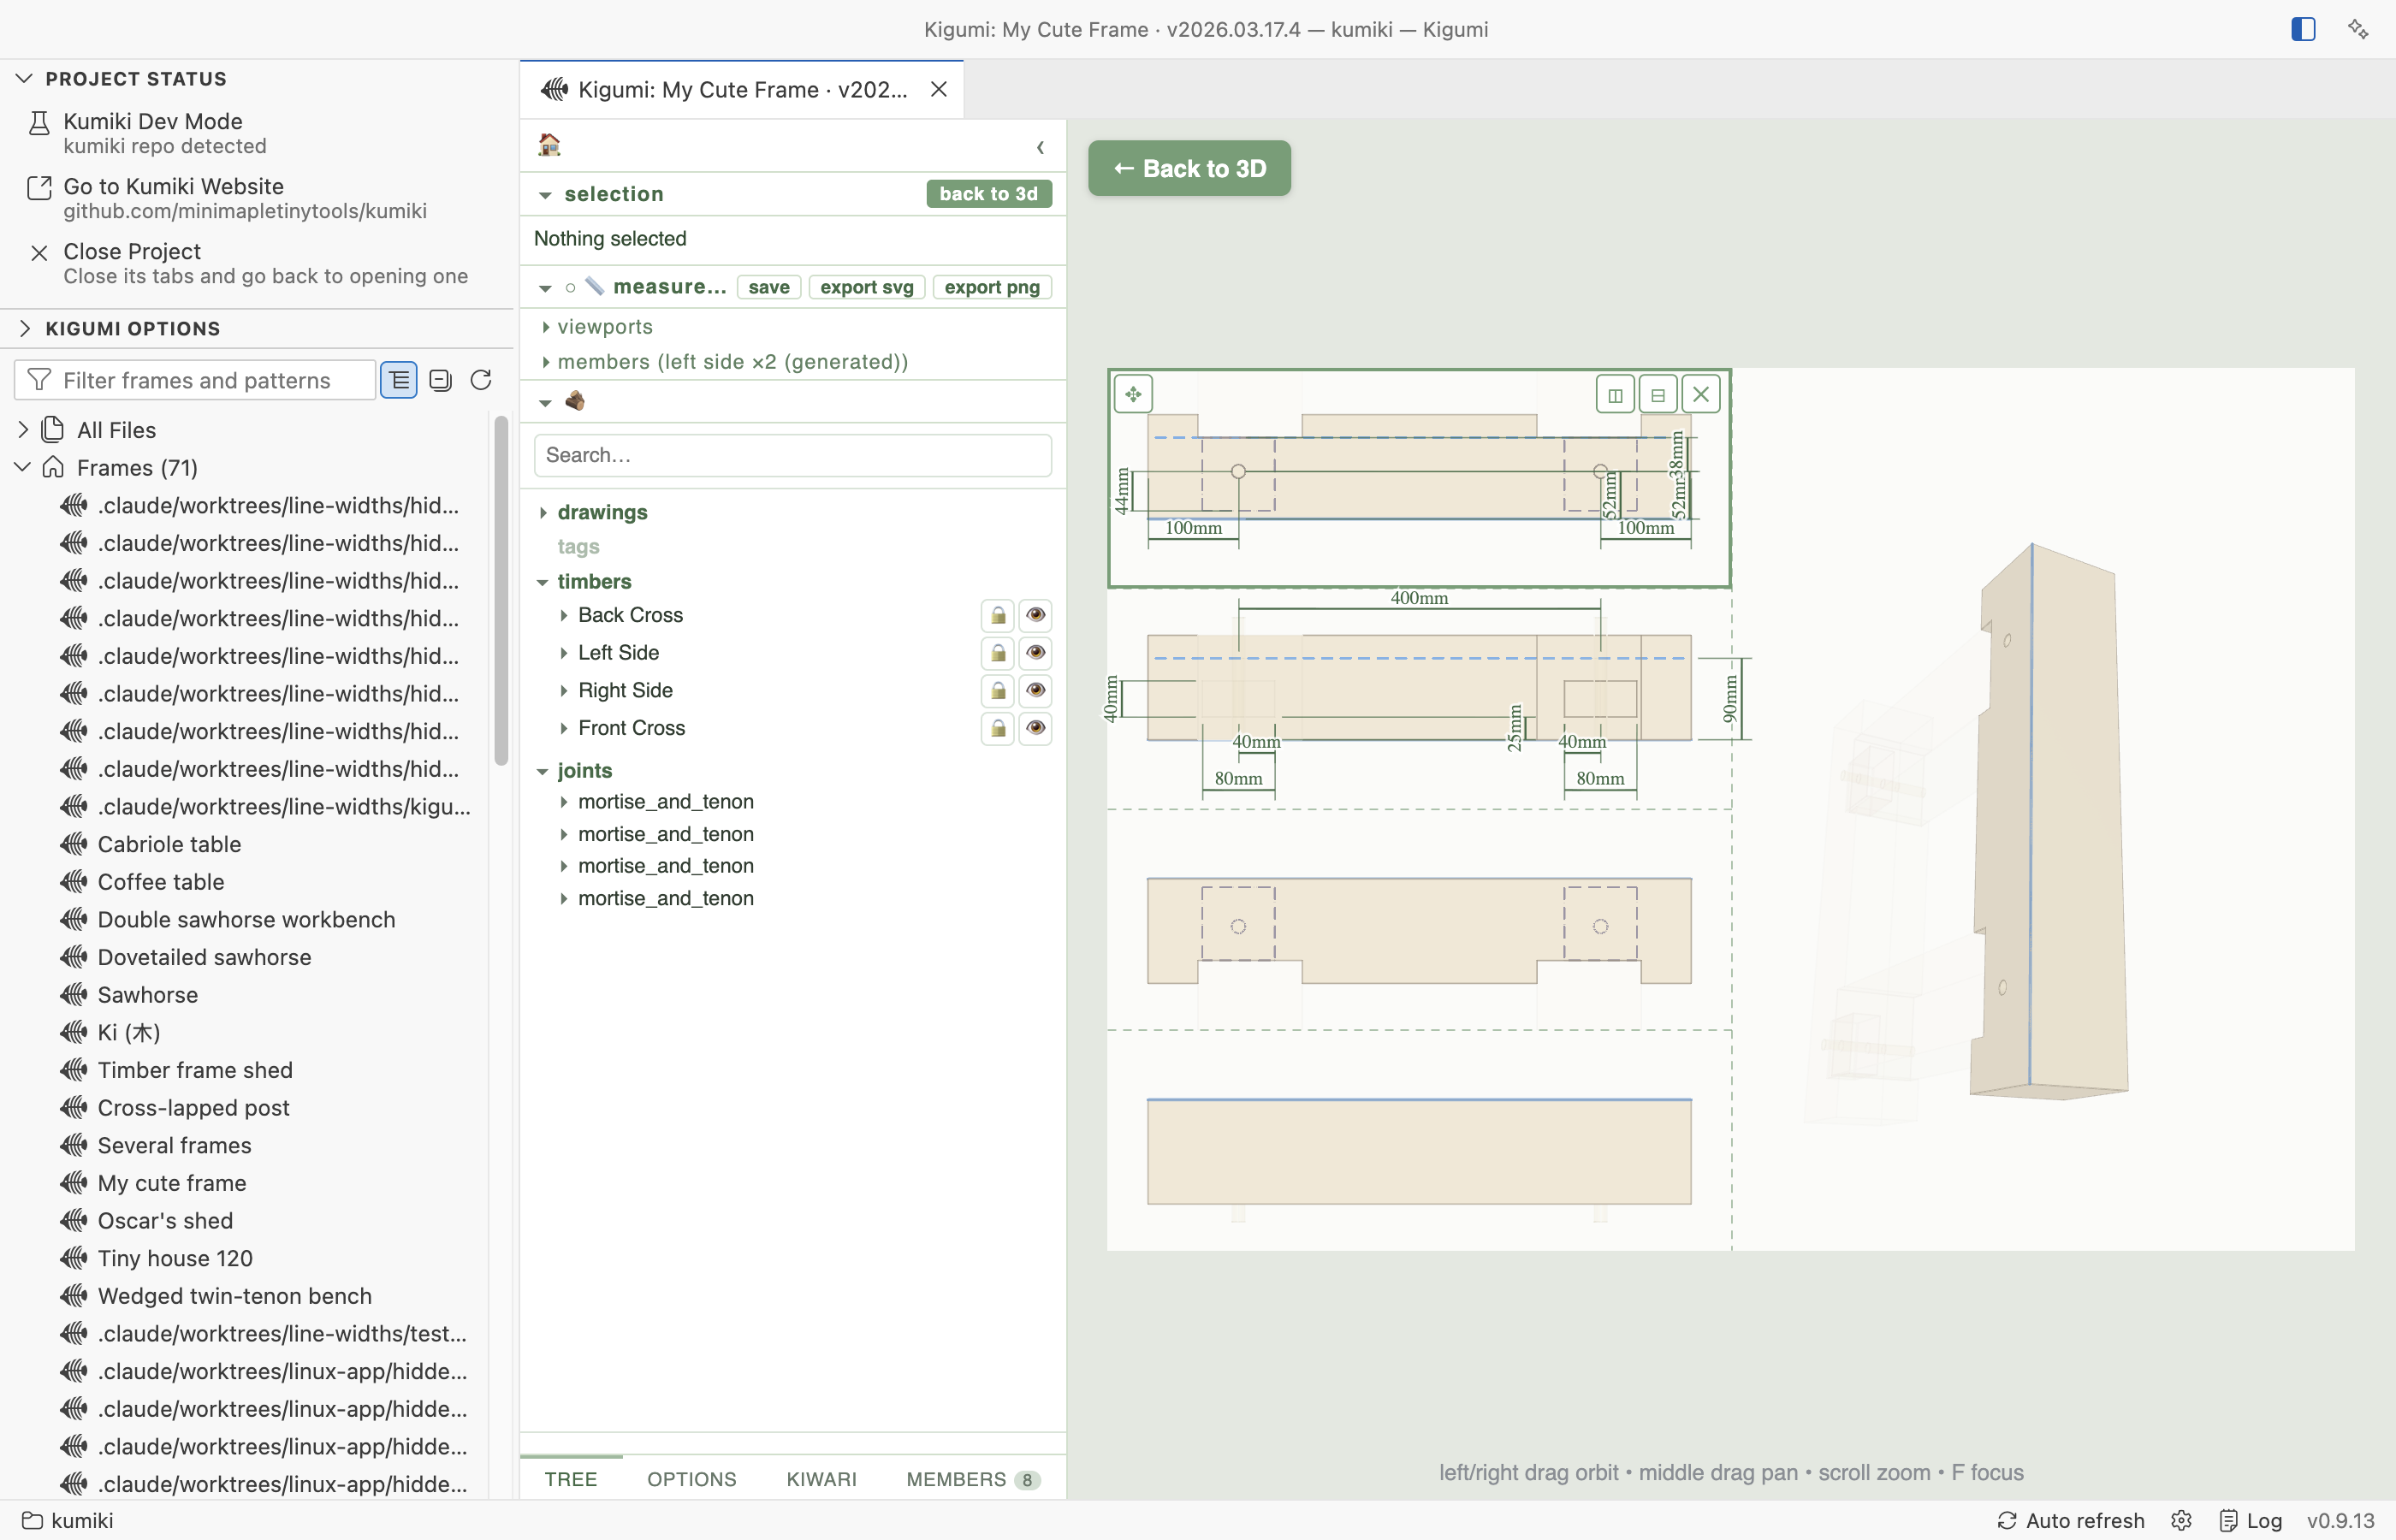 Kigumi: My Cute Frame · v2026.03.17.4 — kumiki — Kigumi
PROJECT STATUS
Kumiki Dev Mode
kumiki repo detected
Go to Kumiki Website
github.com/minimapletinytools/kumiki
Close Project
Close its tabs and go back to opening one
KIGUMI OPTIONS
Filter frames and patterns
All Files
Frames (71)
.claude/worktrees/line-widths/hid...
.claude/worktrees/line-widths/hid...
.claude/worktrees/line-widths/hid...
.claude/worktrees/line-widths/hid...
.claude/worktrees/line-widths/hid...
.claude/worktrees/line-widths/hid...
.claude/worktrees/line-widths/hid...
.claude/worktrees/line-widths/hid...
.claude/worktrees/line-widths/kigu...
Cabriole table
Coffee table
Double sawhorse workbench
Dovetailed sawhorse
Sawhorse
Ki (木)
Timber frame shed
Cross-lapped post
Several frames
My cute frame
Oscar's shed
Tiny house 120
Wedged twin-tenon bench
.claude/worktrees/line-widths/test...
.claude/worktrees/linux-app/hidde...
.claude/worktrees/linux-app/hidde...
.claude/worktrees/linux-app/hidde...
.claude/worktrees/linux-app/hidde...
Kigumi: My Cute Frame · v202...
selection
back to 3d
Nothing selected
measure...
save
export svg
export png
viewports
members (left side ×2 (generated))
Search...
drawings
tags
timbers
Back Cross
Left Side
Right Side
Front Cross
joints
mortise_and_tenon
mortise_and_tenon
mortise_and_tenon
mortise_and_tenon
TREE
OPTIONS
KIWARI
MEMBERS 8
← Back to 3D
44mm
100mm
52mm
38mm
52mm
100mm
400mm
40mm
40mm
80mm
25mm
40mm
80mm
90mm
left/right drag orbit • middle drag pan • scroll zoom • F focus
kumiki
Auto refresh
Log
v0.9.13